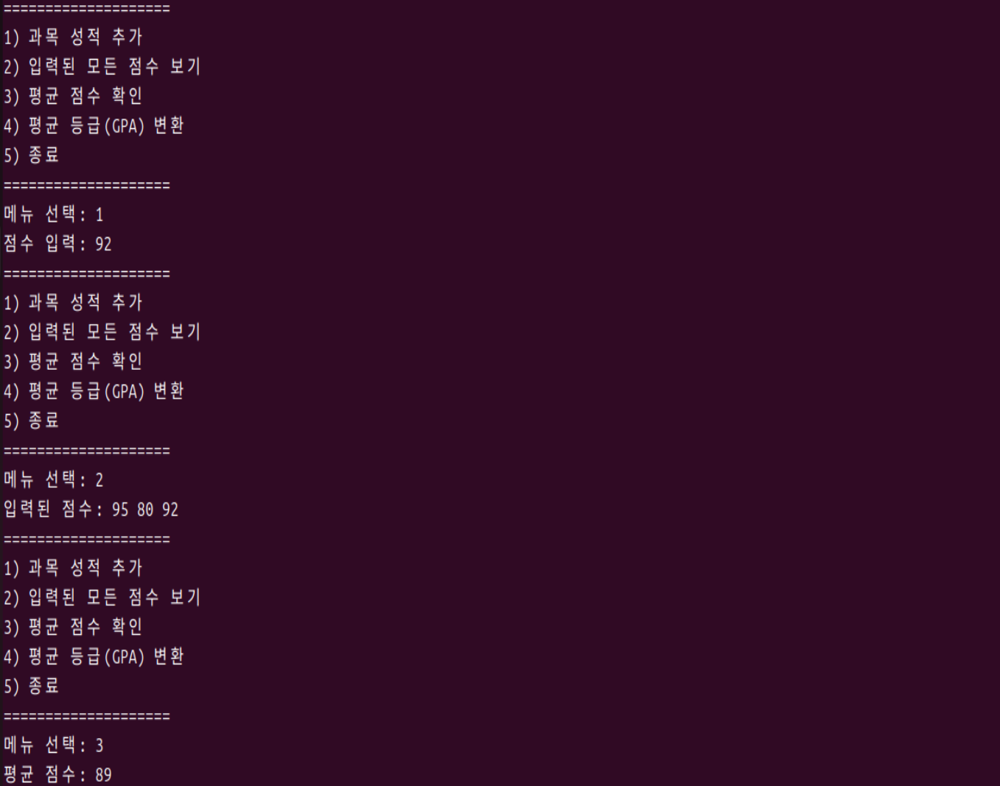 ====================
1) 과목 성적 추가
2) 입력된 모든 점수 보기
3) 평균 점수 확인
4) 평균 등급(GPA) 변환
5) 종료
====================
메뉴 선택: 1
점수 입력: 92
====================
1) 과목 성적 추가
2) 입력된 모든 점수 보기
3) 평균 점수 확인
4) 평균 등급(GPA) 변환
5) 종료
====================
메뉴 선택: 2
입력된 점수: 95 80 92
====================
1) 과목 성적 추가
2) 입력된 모든 점수 보기
3) 평균 점수 확인
4) 평균 등급(GPA) 변환
5) 종료
====================
메뉴 선택: 3
평균 점수: 89